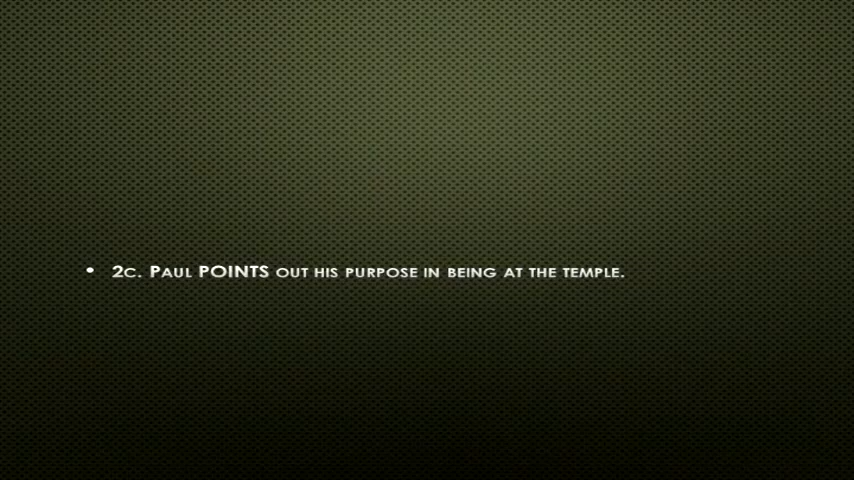 • 2c. Paul POINTS out his purpose in being at the temple.